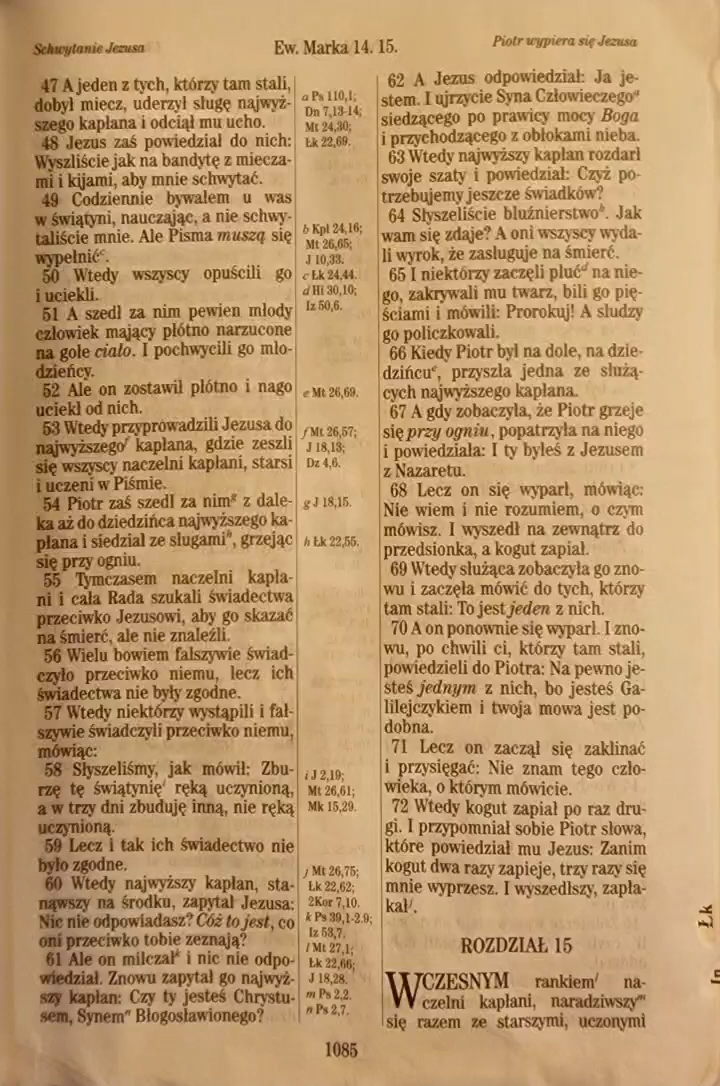 Schwytanie Jezusa
Ew. Marka 14. 15.
Piotr wypiera się Jezusa
47 A jeden z tych, którzy tam stali,
dobył miecz, uderzył sługę najwyż-
szego kapłana i odciął mu ucho.
48 Jezus zaś powiedział do nich:
Wyszliście jak na bandytę z miecza-
mi i kijami, aby mnie schwytać.
49 Codziennie bywałem u was
w świątyni, nauczając, a nie schwy-
taliście mnie. Ale Pisma muszą się
wypełnić c.
50 Wtedy wszyscy opuścili go
i uciekli.
51 A szedł za nim pewien młody
człowiek mający płótno narzucone
na gołe ciało. I pochwycili go mło-
dzieńcy.
52 Ale on zostawił płótno i nago
uciekł od nich.
53 Wtedy przyprowadzili Jezusa do
najwyższego f kapłana, gdzie zeszli
się wszyscy naczelni kapłani, starsi
i uczeni w Piśmie.
54 Piotr zaś szedł za nim g z dale-
ka aż do dziedzińca najwyższego ka-
płana i siedział ze sługami h, grzejąc
się przy ogniu.
55 Tymczasem naczelni kapła-
ni i cała Rada szukali świadectwa
przeciwko Jezusowi, aby go skazać
na śmierć, ale nie znaleźli.
56 Wielu bowiem fałszywie świad-
czyło przeciwko niemu, lecz ich
świadectwa nie były zgodne.
57 Wtedy niektórzy wystąpili i fał-
szywie świadczyli przeciwko niemu,
mówiąc:
58 Słyszeliśmy, jak mówił: Zbu-
rzę tę świątynię i ręką uczynioną,
a w trzy dni zbuduję inną, nie ręką
uczynioną.
59 Lecz i tak ich świadectwo nie
było zgodne.
60 Wtedy najwyższy kapłan, sta-
nąwszy na środku, zapytał Jezusa:
Nic nie odpowiadasz? Cóż to jest, co
oni przeciwko tobie zeznają?
61 Ale on milczał k i nic nie odpo-
wiedział. Znowu zapytał go najwyż-
szy kapłan: Czy ty jesteś Chrystu-
sem, Synem n Błogosławionego?
a Ps 110,1;
Dn 7,13-14;
Mt 24,30;
Łk 22,69.
b Kpł 24,16;
Mt 26,65;
J 10,33.
c Łk 24,44.
d Hi 30,10;
Iz 50,6.
e Mt 26,69.
f Mt 26,57;
J 18,13;
Dz 4,6.
g J 18,15.
h Łk 22,55.
i J 2,19;
Mt 26,61;
Mk 15,29.
j Mt 26,75;
Łk 22,62;
2Kor 7,10.
k Ps 39,1-2.9;
Iz 53,7.
l Mt 27,1;
Łk 22,66;
J 18,28.
m Ps 2,2.
n Ps 2,7.
62 A Jezus odpowiedział: Ja je-
stem. I ujrzycie Syna Człowieczego a
siedzącego po prawicy mocy Boga
i przychodzącego z obłokami nieba.
63 Wtedy najwyższy kapłan rozdarł
swoje szaty i powiedział: Czyż po-
trzebujemy jeszcze świadków?
64 Słyszeliście bluźnierstwo b. Jak
wam się zdaje? A oni wszyscy wyda-
li wyrok, że zasługuje na śmierć.
65 I niektórzy zaczęli pluć d na nie-
go, zakrywali mu twarz, bili go pię-
ściami i mówili: Prorokuj! A słudzy
go policzkowali.
66 Kiedy Piotr był na dole, na dzie-
dzińcu e, przyszła jedna ze służą-
cych najwyższego kapłana.
67 A gdy zobaczyła, że Piotr grzeje
się przy ogniu, popatrzyła na niego
i powiedziała: I ty byłeś z Jezusem
z Nazaretu.
68 Lecz on się wyparł, mówiąc:
Nie wiem i nie rozumiem, o czym
mówisz. I wyszedł na zewnątrz do
przedsionka, a kogut zapiał.
69 Wtedy służąca zobaczyła go zno-
wu i zaczęła mówić do tych, którzy
tam stali: To jest jeden z nich.
70 A on ponownie się wyparł. I zno-
wu, po chwili ci, którzy tam stali,
powiedzieli do Piotra: Na pewno je-
steś jednym z nich, bo jesteś Ga-
lilejczykiem i twoja mowa jest po-
dobna.
71 Lecz on zaczął się zaklinać
i przysięgać: Nie znam tego czło-
wieka, o którym mówicie.
72 Wtedy kogut zapiał po raz dru-
gi. I przypomniał sobie Piotr słowa,
które powiedział mu Jezus: Zanim
kogut dwa razy zapieje, trzy razy się
mnie wyprzesz. I wyszedłszy, zapła-
kał j.
ROZDZIAŁ 15
WCZESNYM rankiem l na-
czelni kapłani, naradziwszy m
się razem ze starszymi, uczonymi
1085
Łk